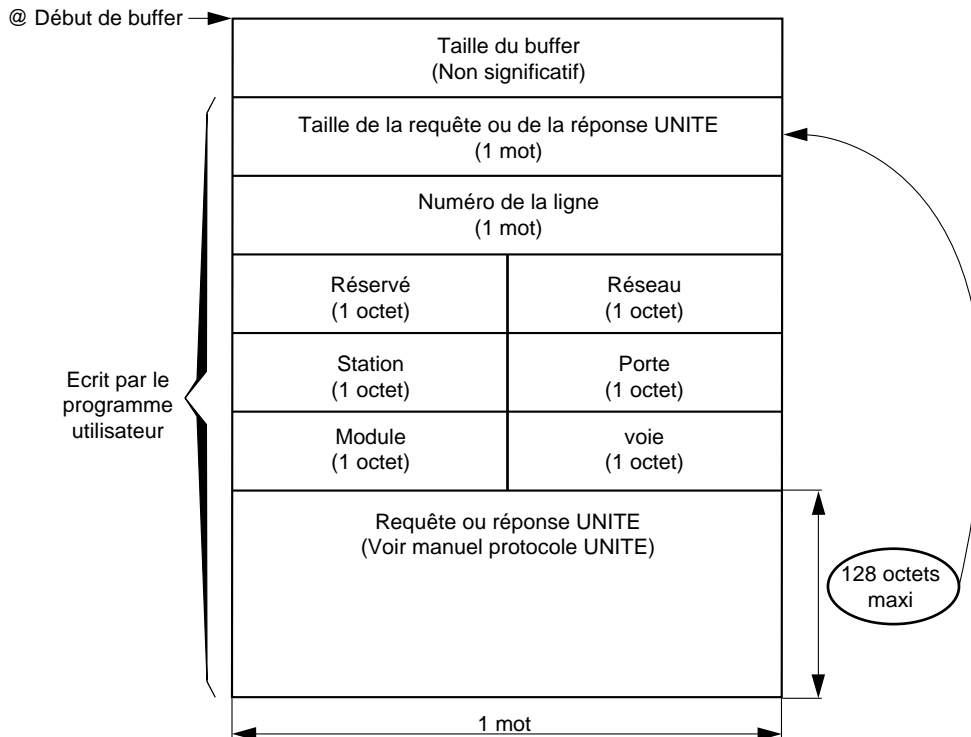 @ Début de buffer
Taille du buffer
(Non significatif)
Taille de la requête ou de la réponse UNITE
(1 mot)
Numéro de la ligne
(1 mot)
Réservé
(1 octet)
Réseau
(1 octet)
Station
(1 octet)
Porte
(1 octet)
Ecrit par le
programme
utilisateur
Module
(1 octet)
voie
(1 octet)
Requête ou réponse UNITE
(Voir manuel protocole UNITE)
128 octets
maxi
1 mot